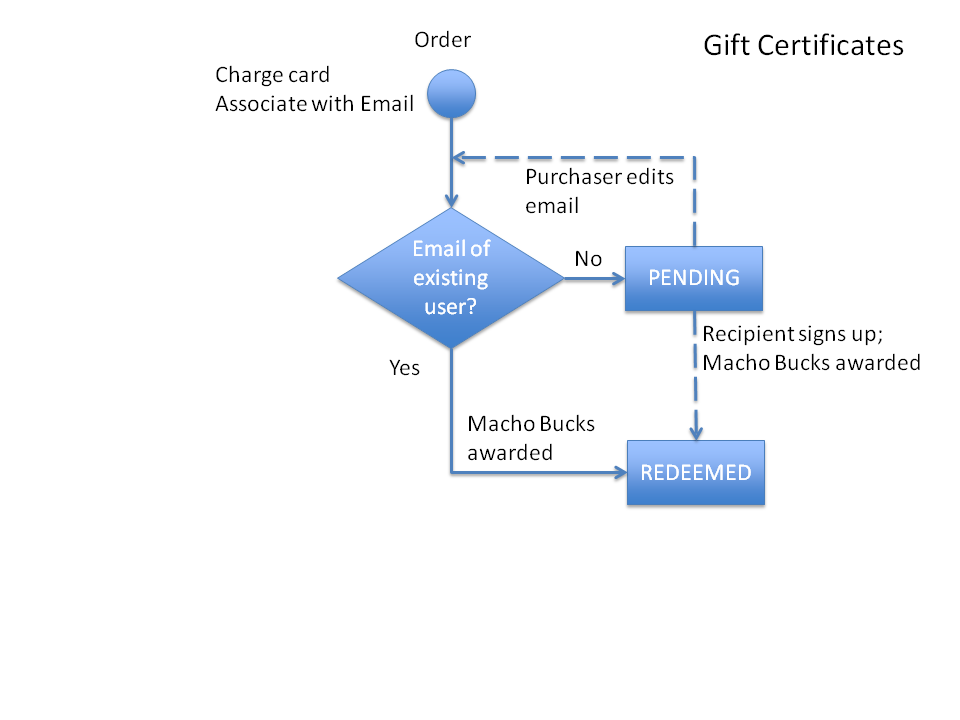 Order
Gift Certificates
Charge card
Associate with Email
Purchaser edits
email
Email of
existing
user?
No
PENDING
Recipient signs up;
Macho Bucks awarded
Yes
Macho Bucks
awarded
REDEEMED